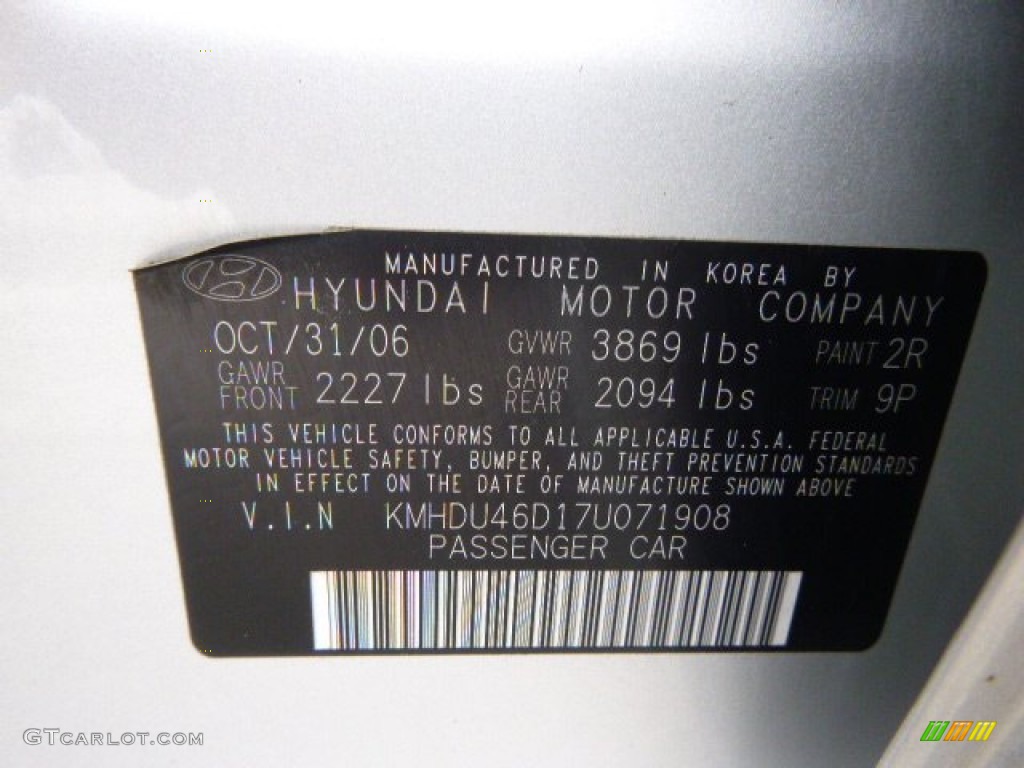 MANUFACTURED IN KOREA BY
HYUNDAI MOTOR COMPANY
OCT/31/06 GVWR 3869 lbs PAINT 2R
GAWR FRONT 2227 lbs GAWR REAR 2094 lbs TRIM 9P
THIS VEHICLE CONFORMS TO ALL APPLICABLE U.S.A. FEDERAL
MOTOR VEHICLE SAFETY, BUMPER, AND THEFT PREVENTION STANDARDS
IN EFFECT ON THE DATE OF MANUFACTURE SHOWN ABOVE
V.I.N KMHDU46D17U071908
PASSENGER CAR
GTCARLOT.COM